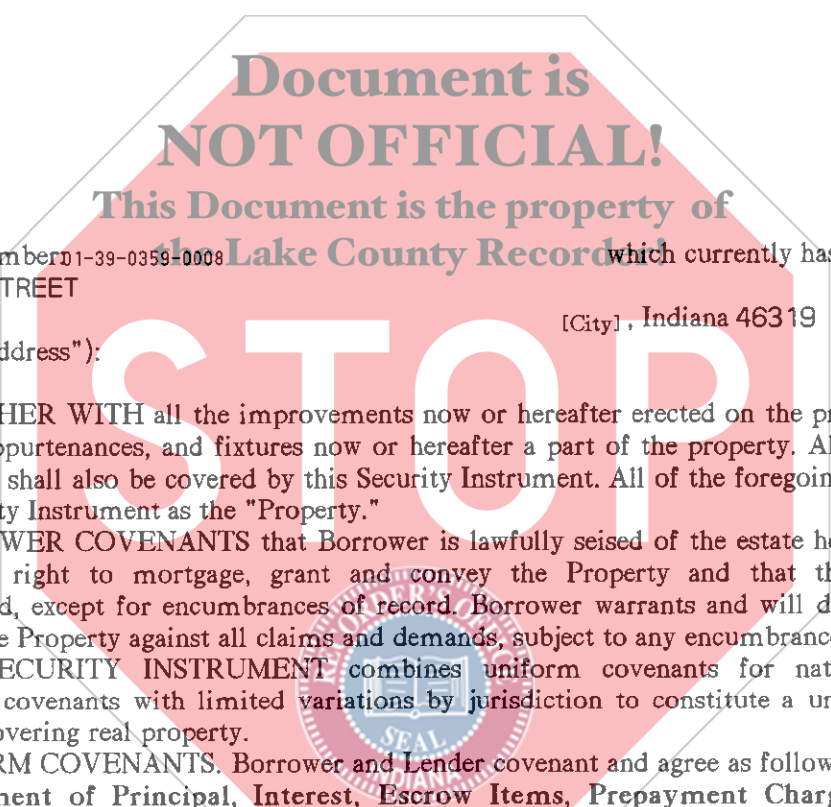 Document is
NOT OFFICIAL!
This Document is the property of
the Lake County Recorder!
mber 01-39-0359-0008 which currently has
TREET
[City] , Indiana 46319
ddress"):
STOP
HER WITH all the improvements now or hereafter erected on the pr
ppurtenances, and fixtures now or hereafter a part of the property. Al
shall also be covered by this Security Instrument. All of the foregoin
ty Instrument as the "Property."
WER COVENANTS that Borrower is lawfully seised of the estate he
right to mortgage, grant and convey the Property and that th
d, except for encumbrances of record. Borrower warrants and will d
e Property against all claims and demands, subject to any encumbrance
ECURITY INSTRUMENT combines uniform covenants for nat
covenants with limited variations by jurisdiction to constitute a un
overing real property.
RM COVENANTS. Borrower and Lender covenant and agree as follow
ment of Principal, Interest, Escrow Items, Prepayment Char
RECORDER'S OFFICE
SEAL
INDIANA